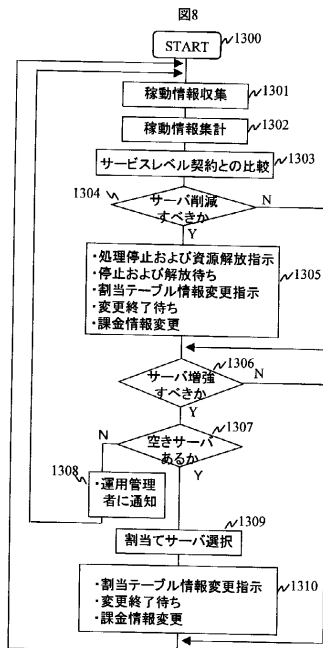 図8
START
1300
稼動情報収集
1301
稼動情報集計
1302
サービスレベル契約との比較
1303
1304
サーバ削減
すべきか
N
Y
・処理停止および資源解放指示
・停止および解放待ち
・割当テーブル情報変更指示
・変更終了待ち
・課金情報変更
1305
1306
サーバ増強
すべきか
N
Y
1307
N
空きサーバ
あるか
Y
1308
・運用管理
者に通知
1309
割当てサーバ選択
・割当テーブル情報変更指示
・変更終了待ち
・課金情報変更
1310